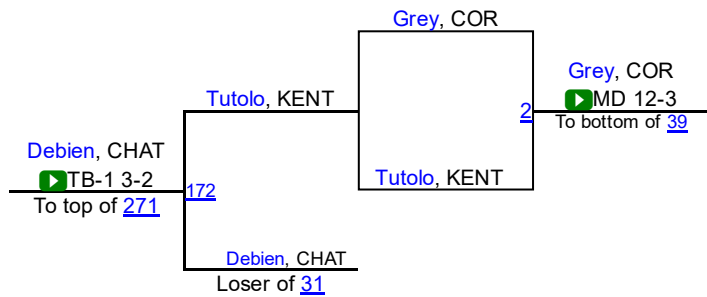 Grey, COR
Grey, COR
MD 12-3
2
To bottom of 39
Tutolo, KENT
Tutolo, KENT
Debien, CHAT
TB-1 3-2
172
To top of 271
Debien, CHAT
Loser of 31